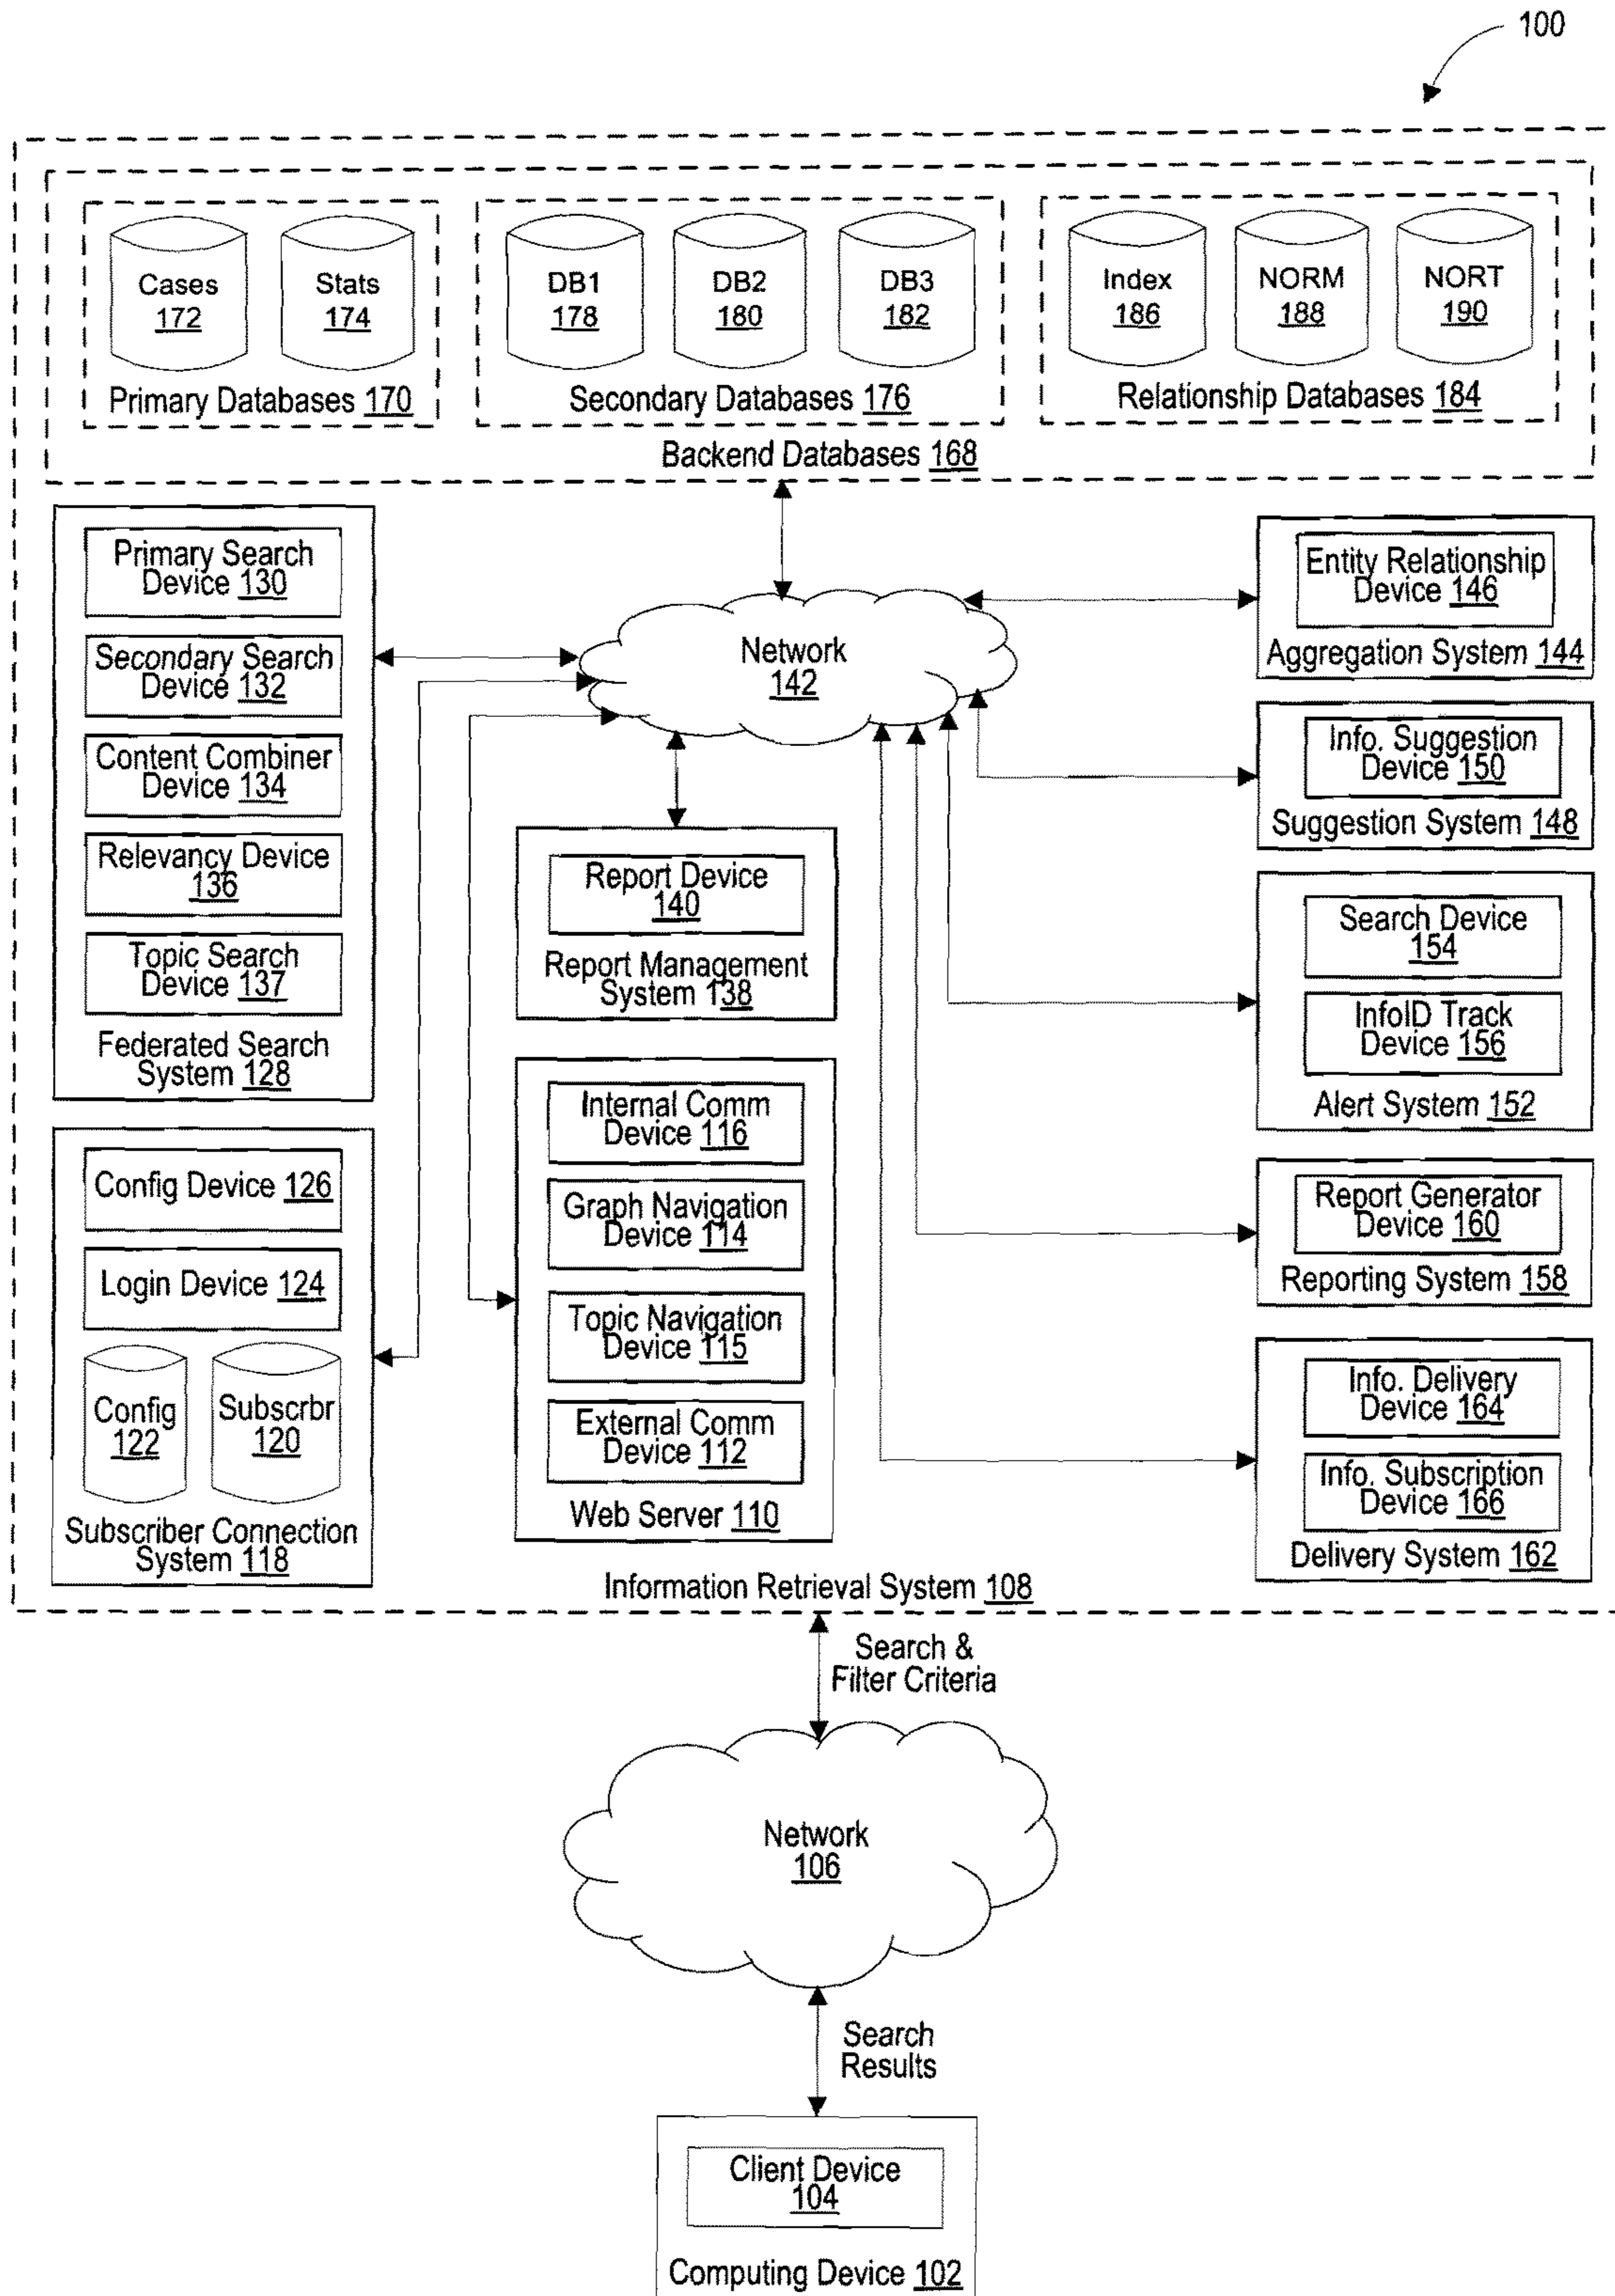 100
Cases
172
Stats
174
Primary Databases 170
DB1
178
DB2
180
DB3
182
Secondary Databases 176
Index
186
NORM
188
NORT
190
Relationship Databases 184
Backend Databases 168
Primary Search
Device 130
Secondary Search
Device 132
Content Combiner
Device 134
Relevancy Device
136
Topic Search
Device 137
Federated Search
System 128
Config Device 126
Login Device 124
Config
122
Subscrbr
120
Subscriber Connection
System 118
Network
142
Report Device
140
Report Management
System 138
Internal Comm
Device 116
Graph Navigation
Device 114
Topic Navigation
Device 115
External Comm
Device 112
Web Server 110
Entity Relationship
Device 146
Aggregation System 144
Info. Suggestion
Device 150
Suggestion System 148
Search Device
154
InfoID Track
Device 156
Alert System 152
Report Generator
Device 160
Reporting System 158
Info. Delivery
Device 164
Info. Subscription
Device 166
Delivery System 162
Information Retrieval System 108
Search &
Filter Criteria
Network
106
Search
Results
Client Device
104
Computing Device 102